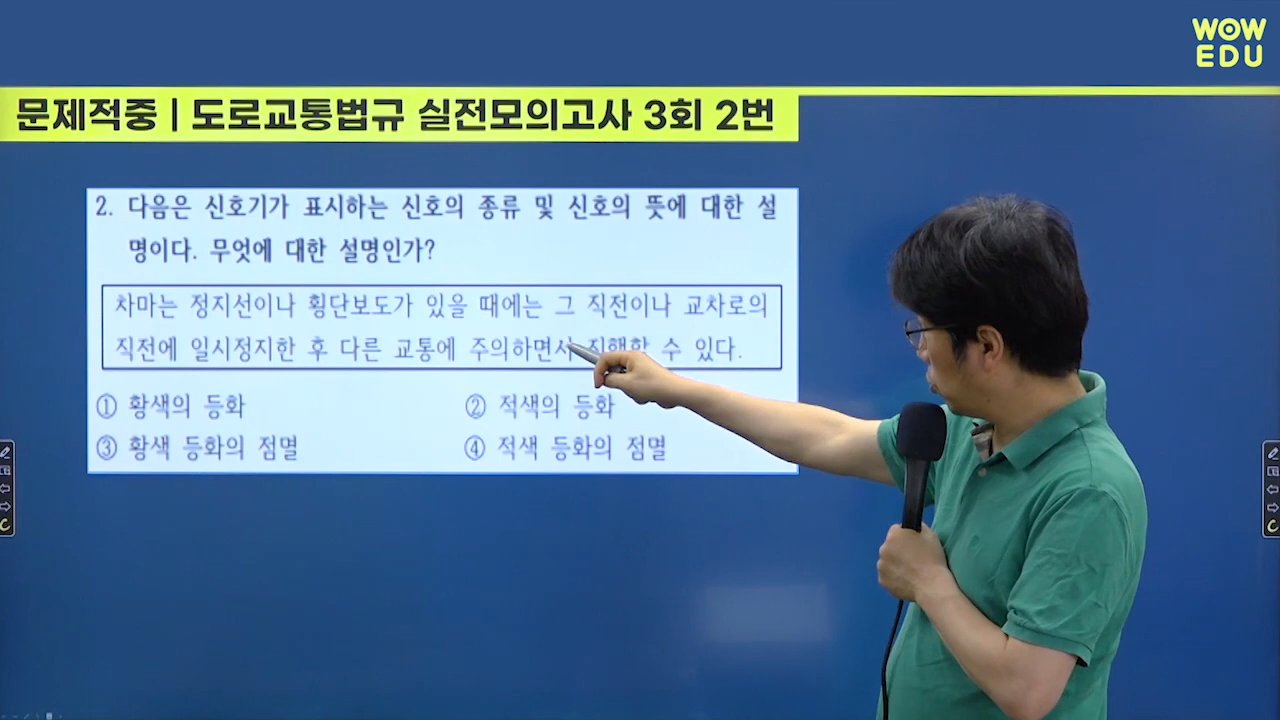 WOW
EDU
문제적중 | 도로교통법규 실전모의고사 3회 2번
2. 다음은 신호기가 표시하는 신호의 종류 및 신호의 뜻에 대한 설
명이다. 무엇에 대한 설명인가?
차마는 정지선이나 횡단보도가 있을 때에는 그 직전이나 교차로의
직전에 일시정지한 후 다른 교통에 주의하면서 진행할 수 있다.
① 황색의 등화 ② 적색의 등화
③ 황색 등화의 점멸 ④ 적색 등화의 점멸